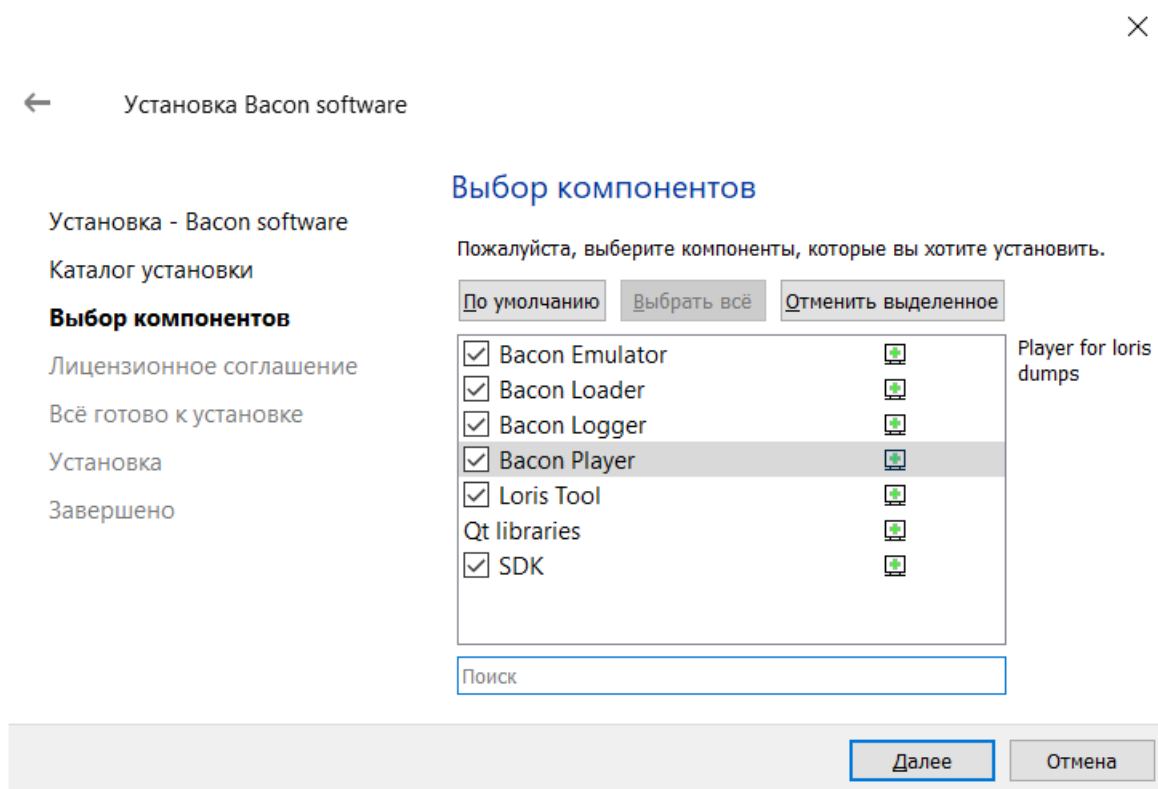 Установка Bacon software
Установка - Bacon software
Каталог установки
Выбор компонентов
Лицензионное соглашение
Всё готово к установке
Установка
Завершено
Выбор компонентов
Пожалуйста, выберите компоненты, которые вы хотите установить.
По умолчанию
Выбрать всё
Отменить выделенное
Bacon Emulator
Bacon Loader
Bacon Logger
Bacon Player
Loris Tool
Qt libraries
SDK
Player for loris
dumps
Поиск
Далее
Отмена